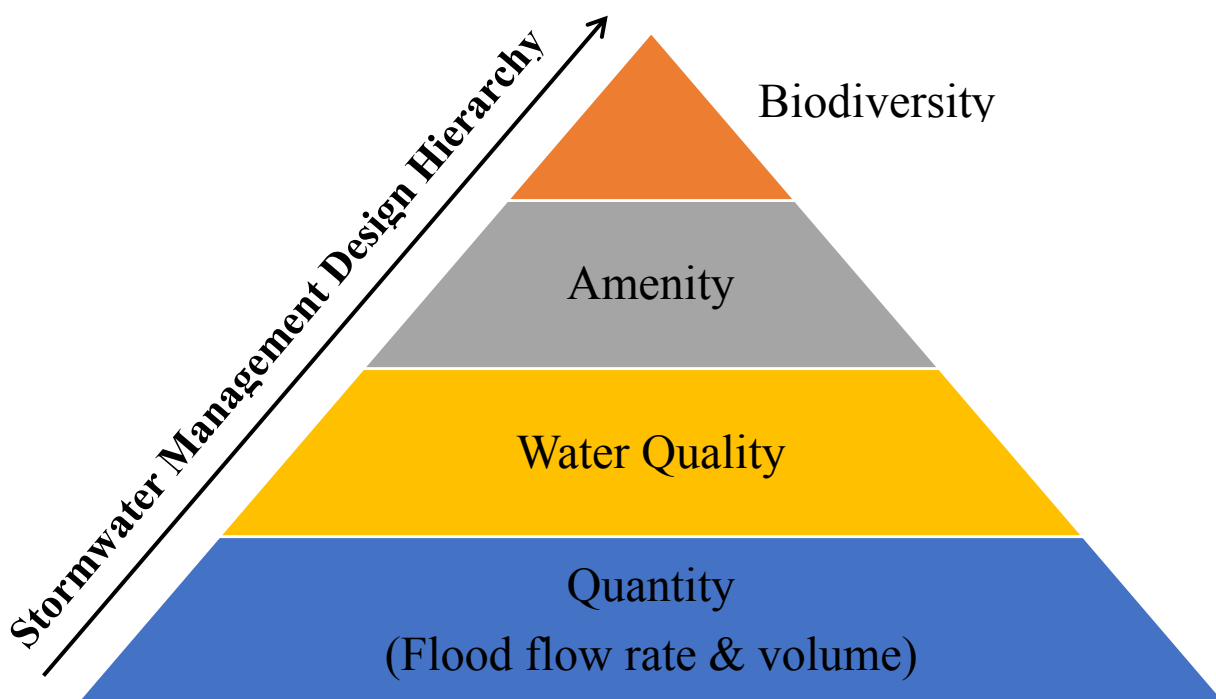 Stormwater Management Design Hierarchy
Biodiversity
Amenity
Water Quality
Quantity
(Flood flow rate & volume)